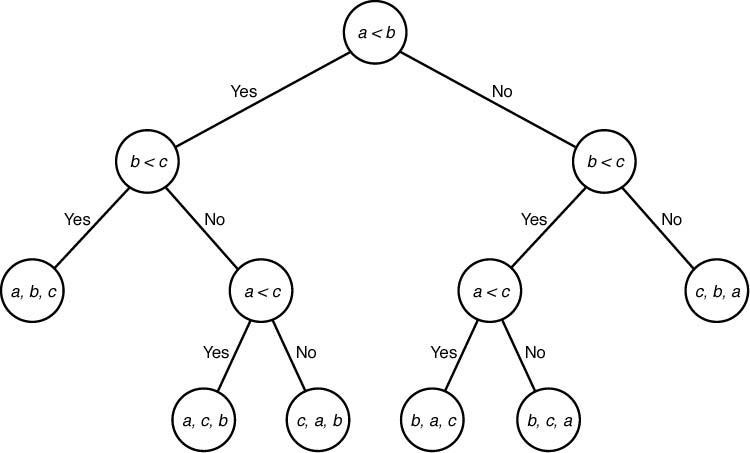 a < b
Yes
No
b < c
b < c
Yes
No
Yes
No
a, b, c
a < c
a < c
c, b, a
Yes
No
Yes
No
a, c, b
c, a, b
b, a, c
b, c, a